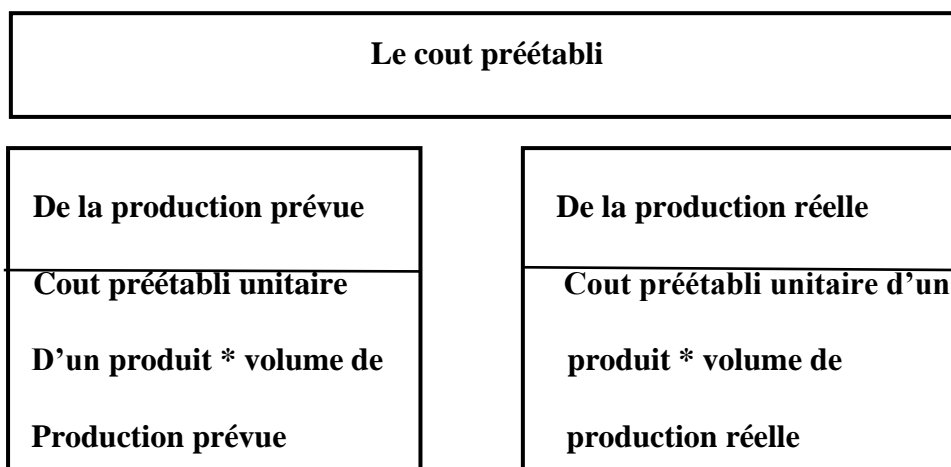 Le cout préétabli
De la production prévue
Cout préétabli unitaire
D’un produit * volume de
Production prévue
De la production réelle
Cout préétabli unitaire d’un
produit * volume de
production réelle